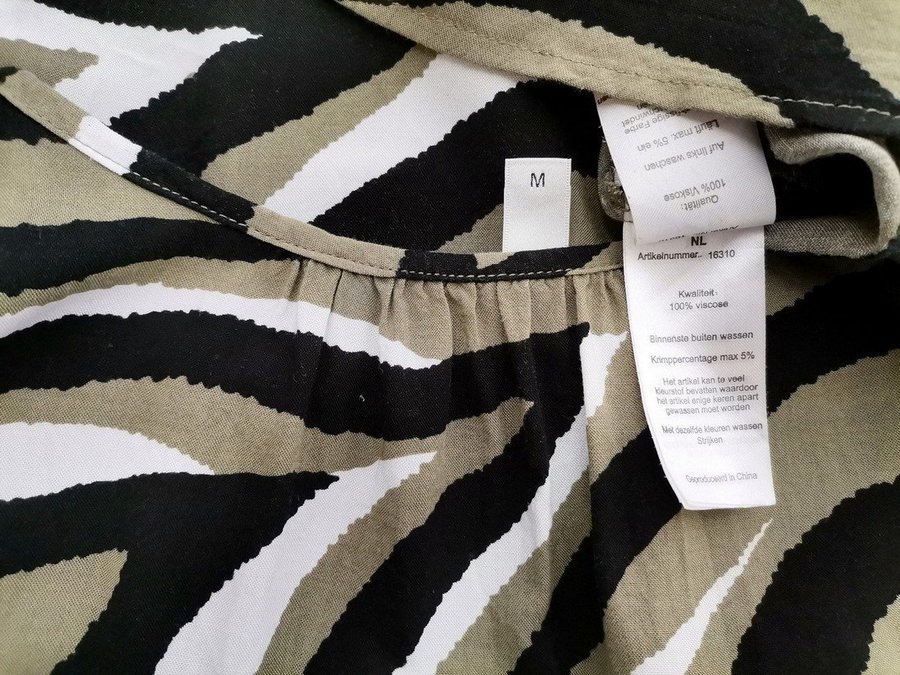 M
100% Viskose
Qualität:
Auf links waschen
Läuft max. 5% ein
NL
Artikelnummer.. 16310
Kwaliteit:
100% viscose
Binnenste buiten wassen
Krimppercentage max 5%
Het artikel kan te veel
kleurstof bevatten waardoor
het artikel enige keren apart
gewassen moet worden
Met dezelfde kleuren wassen
Strijken
Geproduceerd in China